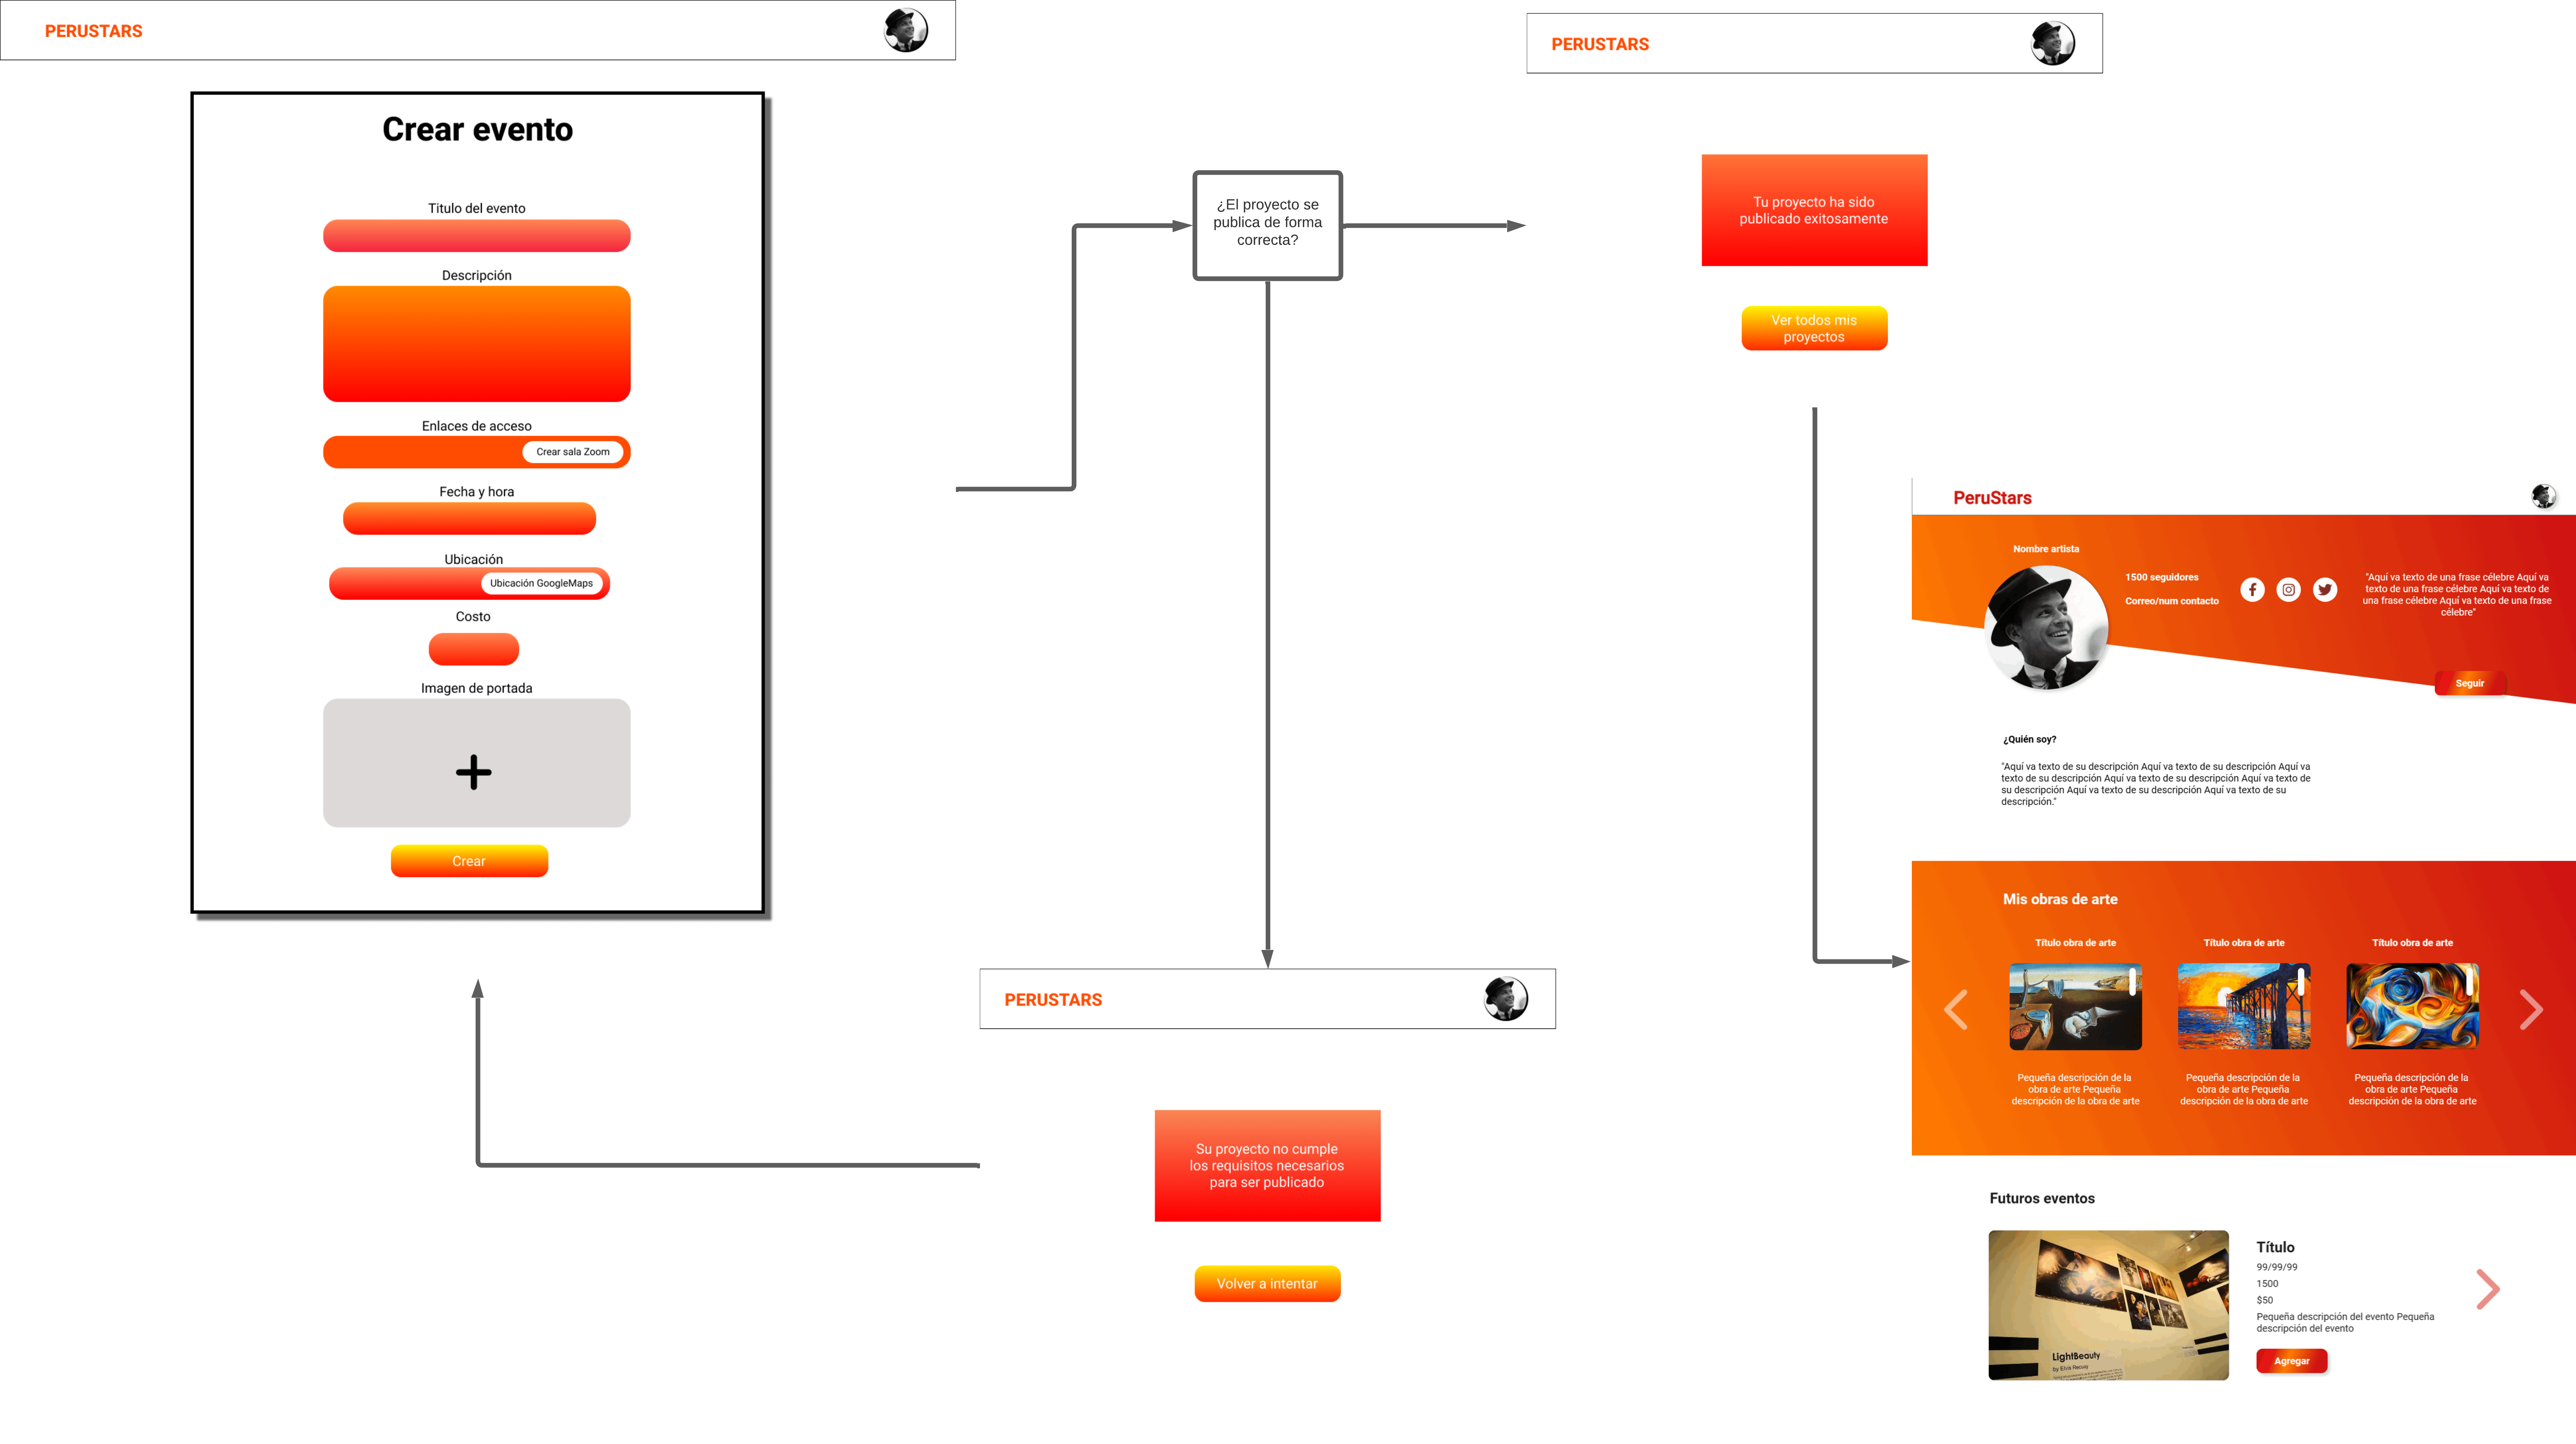 PERUSTARS
Crear evento
Titulo del evento
Descripción
Enlaces de acceso
Crear sala Zoom
Fecha y hora
Ubicación
Ubicación GoogleMaps
Costo
Imagen de portada
Crear
¿El proyecto se
publica de forma
correcta?
PERUSTARS
Tu proyecto ha sido
publicado exitosamente
Ver todos mis
proyectos
PERUSTARS
Su proyecto no cumple
los requisitos necesarios
para ser publicado
Volver a intentar
PeruStars
Nombre artista
1500 seguidores
Correo/num contacto
"Aquí va texto de una frase célebre Aquí va
texto de una frase célebre Aquí va texto de
una frase célebre Aquí va texto de una frase
célebre"
Seguir
¿Quién soy?
"Aquí va texto de su descripción Aquí va texto de su descripción Aquí va
texto de su descripción Aquí va texto de su descripción Aquí va texto de
su descripción Aquí va texto de su descripción Aquí va texto de su
descripción."
Mis obras de arte
Título obra de arte
Pequeña descripción de la
obra de arte Pequeña
descripción de la obra de arte
Título obra de arte
Pequeña descripción de la
obra de arte Pequeña
descripción de la obra de arte
Título obra de arte
Pequeña descripción de la
obra de arte Pequeña
descripción de la obra de arte
Futuros eventos
LightBeauty
by Elvis Recuay
Título
99/99/99
1500
$50
Pequeña descripción del evento Pequeña
descripción del evento
Agregar